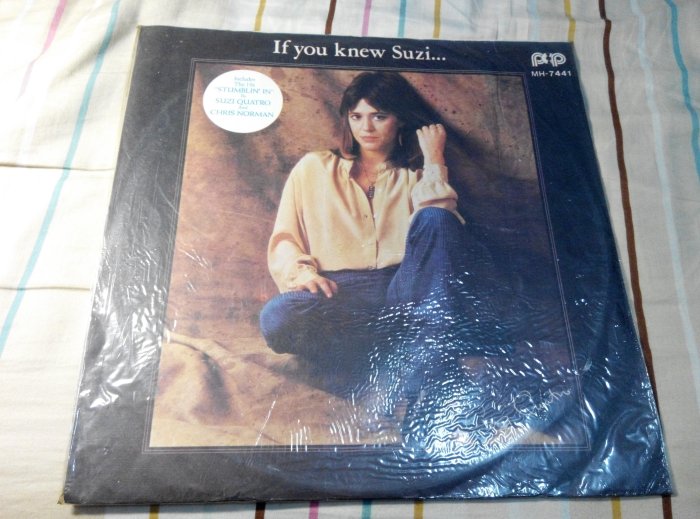 If you knew Suzi...
P&P
MH-7441
Includes
The Hit
"STUMBLIN' IN"
by
SUZI QUATRO
and
CHRIS NORMAN